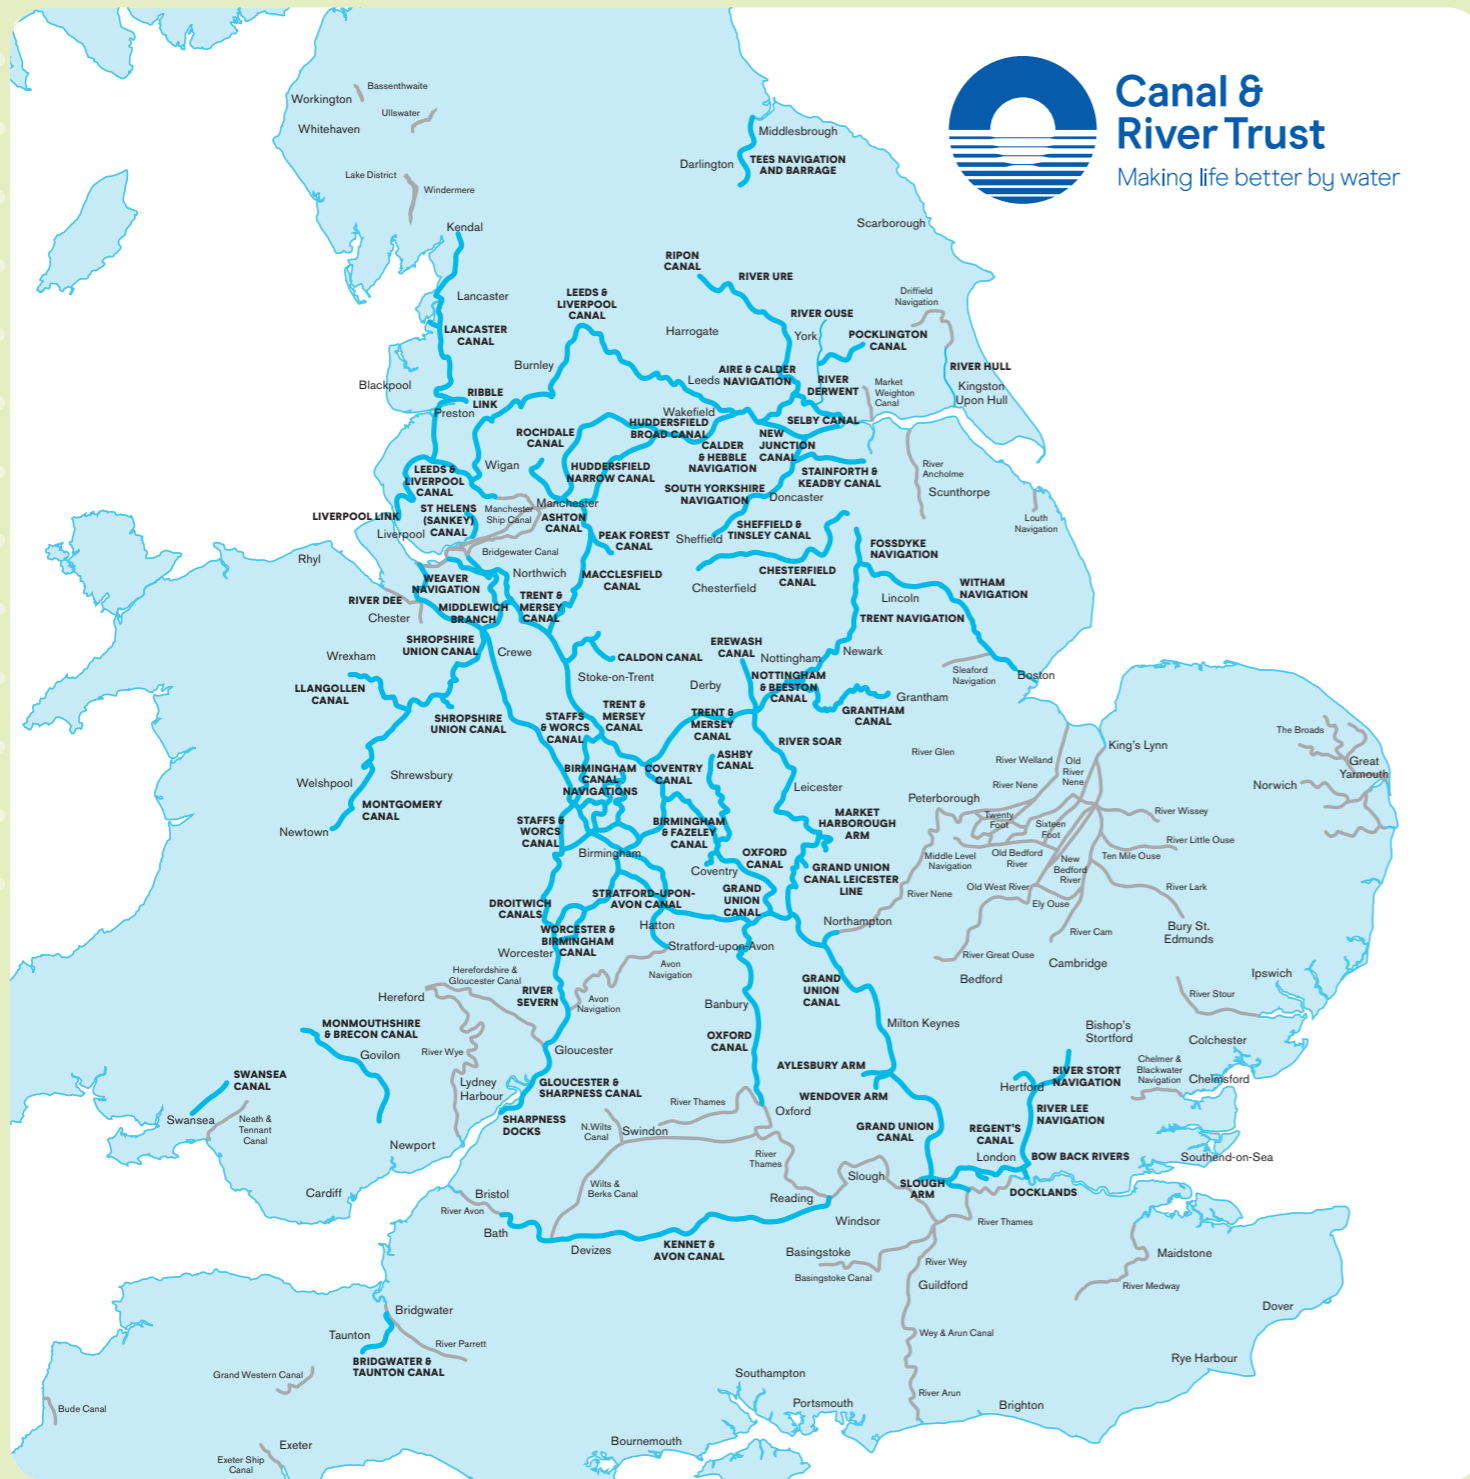 Canal &
River Trust
Making life better by water
Bassenthwaite
Workington
Ullswater
Whitehaven
Middlesbrough
Darlington
TEES NAVIGATION
AND BARRAGE
Lake District
Windermere
Kendal
Scarborough
RIPON
CANAL
RIVER URE
Lancaster
LEEDS &
LIVERPOOL
CANAL
Driffield
Navigation
RIVER OUSE
LANCASTER
CANAL
Harrogate
York
POCKLINGTON
CANAL
Burnley
RIVER HULL
Blackpool
Leeds
AIRE & CALDER
NAVIGATION
RIVER
DERWENT
Market
Weighton
Canal
Kingston
Upon Hull
RIBBLE
LINK
Preston
Wakefield
SELBY CANAL
ROCHDALE
CANAL
HUDDERSFIELD
BROAD CANAL
NEW
JUNCTION
CANAL
CALDER
& HEBBLE
NAVIGATION
Wigan
LEEDS &
LIVERPOOL
CANAL
HUDDERSFIELD
NARROW CANAL
STAINFORTH &
KEADBY CANAL
River
Ancholme
Scunthorpe
SOUTH YORKSHIRE
NAVIGATION
Doncaster
LIVERPOOL LINK
ST HELENS
(SANKEY)
CANAL
Manchester
Ship Canal
Manchester
ASHTON
CANAL
Louth
Navigation
Liverpool
PEAK FOREST
CANAL
Sheffield
SHEFFIELD &
TINSLEY CANAL
FOSSDYKE
NAVIGATION
Rhyl
Bridgewater Canal
Northwich
WEAVER
NAVIGATION
MACCLESFIELD
CANAL
CHESTERFIELD
CANAL
Chesterfield
WITHAM
NAVIGATION
Lincoln
RIVER DEE
Chester
MIDDLEWICH
BRANCH
TRENT &
MERSEY
CANAL
TRENT NAVIGATION
SHROPSHIRE
UNION CANAL
Crewe
Wrexham
CALDON CANAL
EREWASH
CANAL
Nottingham
Newark
Sleaford
Navigation
Boston
LLANGOLLEN
CANAL
Stoke-on-Trent
Derby
NOTTINGHAM
& BEESTON
CANAL
Grantham
GRANTHAM
CANAL
SHROPSHIRE
UNION CANAL
STAFFS
& WORCS
CANAL
TRENT &
MERSEY
CANAL
TRENT &
MERSEY
CANAL
RIVER SOAR
River Glen
River Welland
Old
River
Nene
King's Lynn
The Broads
Great
Yarmouth
Welshpool
Shrewsbury
BIRMINGHAM
CANAL
NAVIGATIONS
COVENTRY
CANAL
ASHBY
CANAL
Leicester
River Nene
Norwich
MONTGOMERY
CANAL
Newtown
Peterborough
MARKET
HARBOROUGH
ARM
Twenty
Foot
Sixteen
Foot
River Wissey
STAFFS &
WORCS
CANAL
BIRMINGHAM
& FAZELEY
CANAL
River Little Ouse
Birmingham
OXFORD
CANAL
Middle Level
Navigation
Old Bedford
River
New
Bedford
River
Ten Mile Ouse
Coventry
GRAND UNION
CANAL LEICESTER
LINE
River Nene
Old West River
River Lark
STRATFORD-UPON-
AVON CANAL
GRAND
UNION
CANAL
Ely Ouse
DROITWICH
CANALS
Hatton
Northampton
River Cam
Bury St.
Edmunds
WORCESTER &
BIRMINGHAM
CANAL
Worcester
Stratford-upon-Avon
River Great Ouse
Cambridge
Bedford
Herefordshire &
Gloucester Canal
Avon
Navigation
GRAND
UNION
CANAL
Ipswich
River Stour
Hereford
RIVER
SEVERN
Avon
Navigation
Banbury
MONMOUTHSHIRE
& BRECON CANAL
Milton Keynes
Bishop's
Stortford
Colchester
Govilon
River Wye
Gloucester
OXFORD
CANAL
AYLESBURY ARM
Chelmer &
Blackwater
Navigation
Chelmsford
SWANSEA
CANAL
Lydney
Harbour
GLOUCESTER &
SHARPNESS CANAL
WENDOVER ARM
Hertford
RIVER STORT
NAVIGATION
Swansea
Neath &
Tennant
Canal
SHARPNESS
DOCKS
N.Wilts
Canal
Swindon
River Thames
Oxford
GRAND UNION
CANAL
REGENT'S
CANAL
RIVER LEE
NAVIGATION
Newport
London
BOW BACK RIVERS
Southend-on-Sea
River
Thames
Slough
SLOUGH
ARM
DOCKLANDS
Cardiff
Bristol
River Avon
Wilts &
Berks Canal
Reading
Windsor
River Thames
Bath
Devizes
KENNET &
AVON CANAL
Basingstoke
Basingstoke Canal
River Wey
Guildford
Maidstone
River Medway
Dover
Bridgwater
Taunton
River Parrett
BRIDGWATER &
TAUNTON CANAL
Wey & Arun Canal
Rye Harbour
Grand Western Canal
Southampton
Portsmouth
River Arun
Brighton
Bude Canal
Exeter
Exeter Ship
Canal
Bournemouth